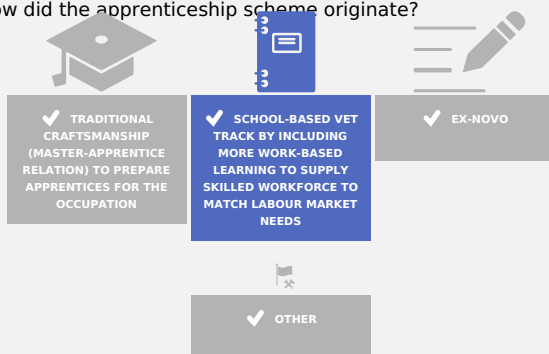 ow did the apprenticeship scheme originate?
TRADITIONAL
CRAFTSMANSHIP
(MASTER-APPRENTICE
RELATION) TO PREPARE
APPRENTICES FOR THE
OCCUPATION
SCHOOL-BASED VET
TRACK BY INCLUDING
MORE WORK-BASED
LEARNING TO SUPPLY
SKILLED WORKFORCE TO
MATCH LABOUR MARKET
NEEDS
EX-NOVO
OTHER